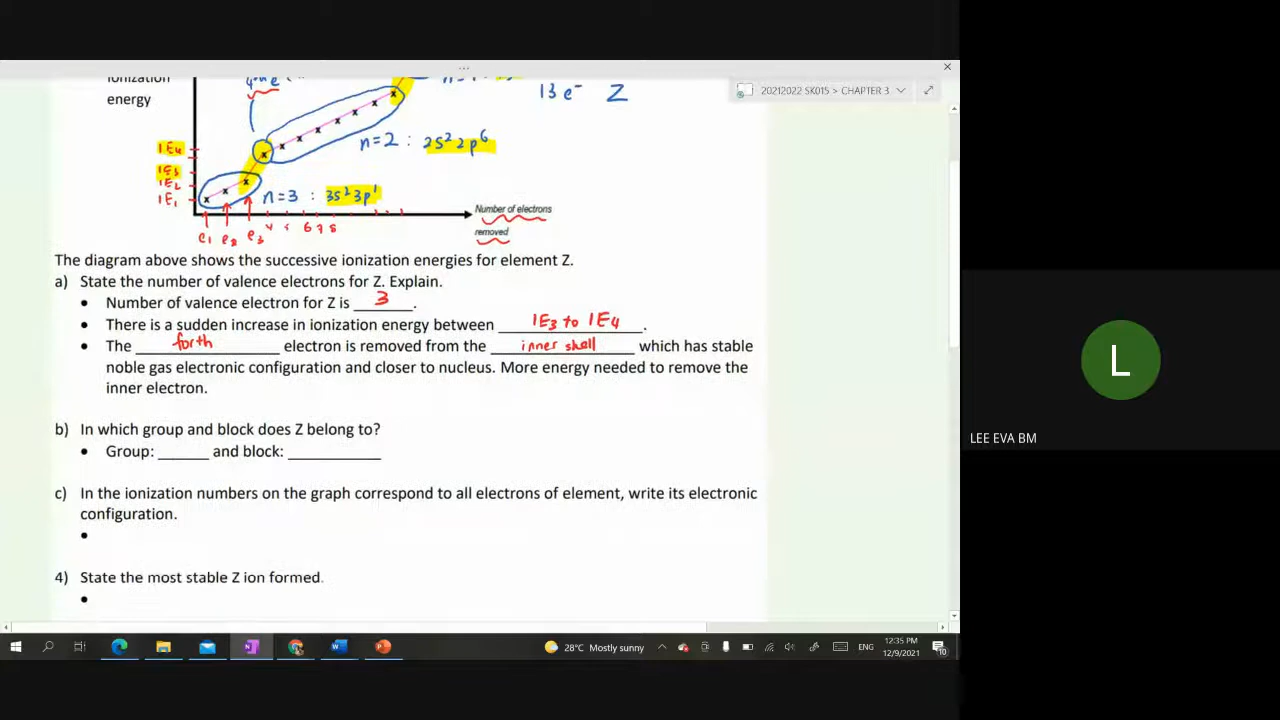 ionization
energy
13 e⁻ Z
20212022 SK015 > CHAPTER 3
n=2 : 2s² 2p⁶
IE4
IE3
IE2
IE1
n=3 : 3s² 3p¹
e1 e2 e3 4 5 6 7 8
Number of electrons
removed
The diagram above shows the successive ionization energies for element Z.
a) State the number of valence electrons for Z. Explain.
• Number of valence electron for Z is 3.
• There is a sudden increase in ionization energy between IE3 to IE4.
• The forth electron is removed from the inner shell which has stable
noble gas electronic configuration and closer to nucleus. More energy needed to remove the
inner electron.
b) In which group and block does Z belong to?
• Group: ______ and block: ___________
c) In the ionization numbers on the graph correspond to all electrons of element, write its electronic
configuration.
•
4) State the most stable Z ion formed.
•
L
LEE EVA BM
28°C Mostly sunny
ENG
12:35 PM
12/9/2021
10